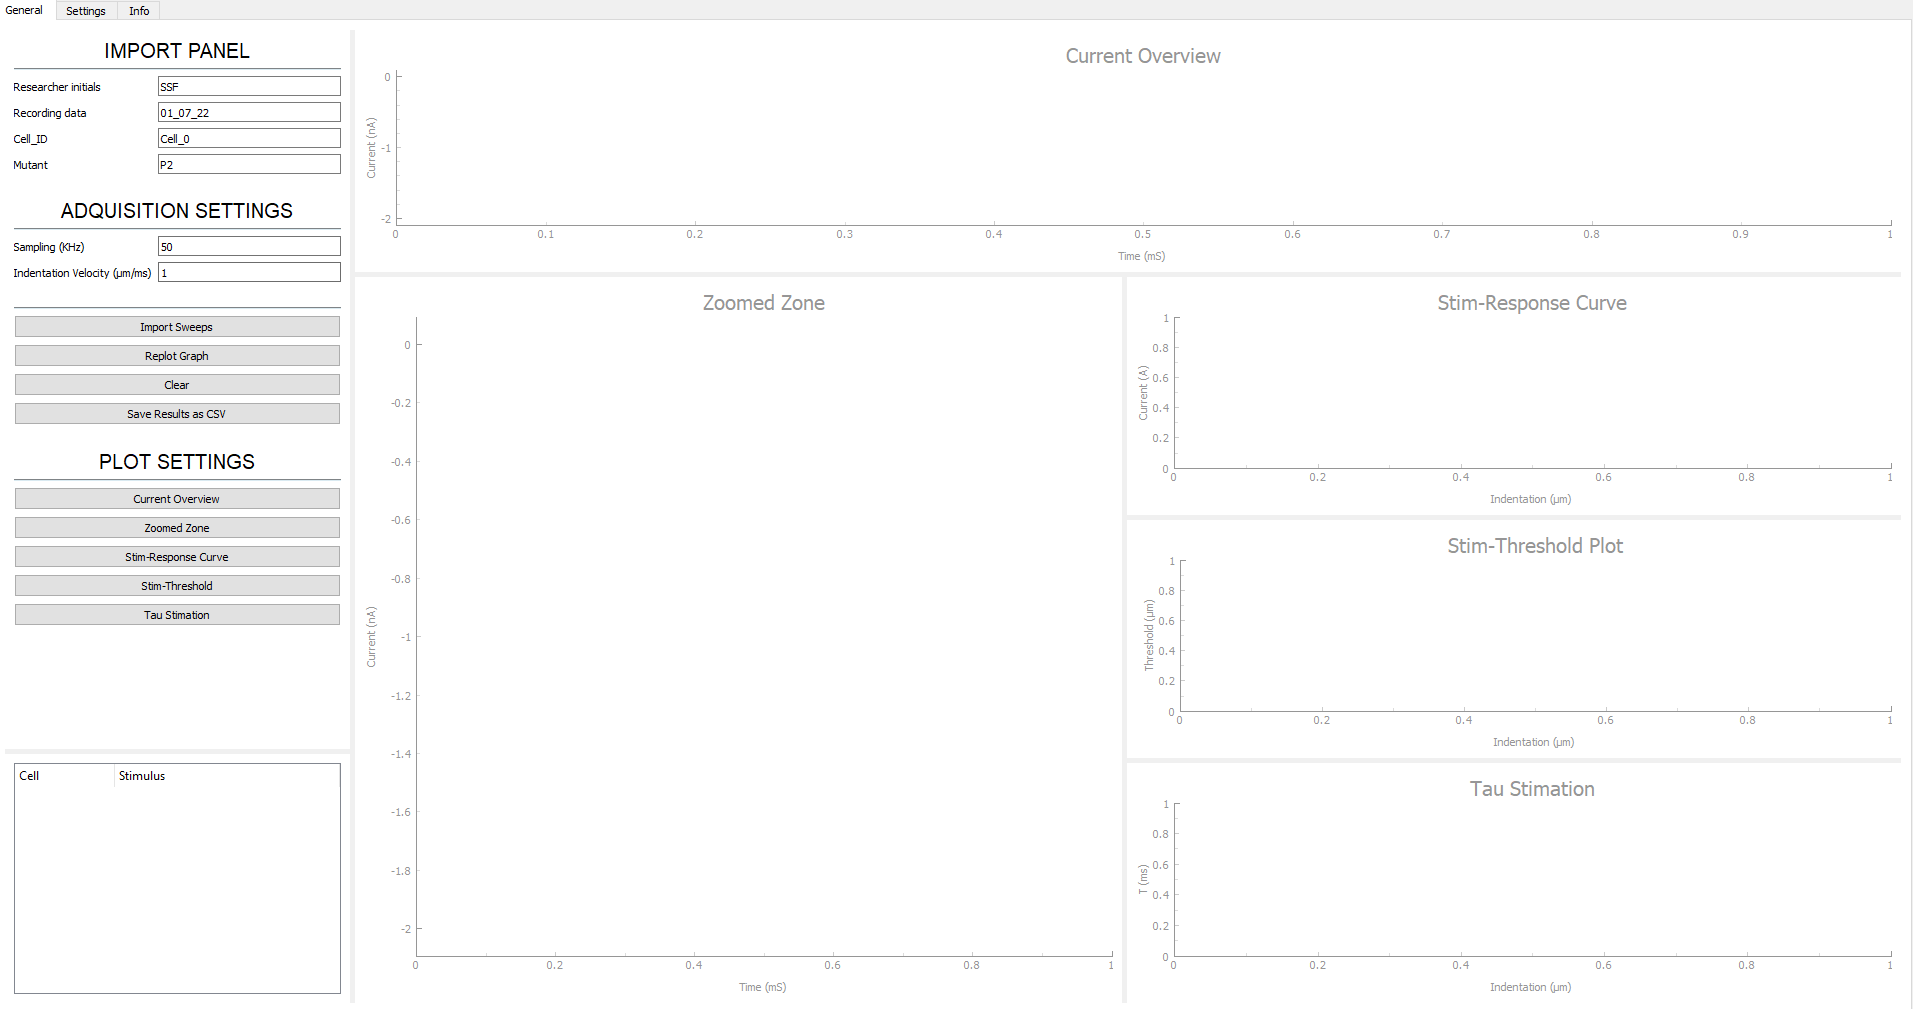 General Settings Info
IMPORT PANEL
Researcher initials SSF
Recording data 01_07_22
Cell_ID Cell_0
Mutant P2
ADQUISITION SETTINGS
Sampling (KHz) 50
Indentation Velocity (µm/ms) 1
Import Sweeps
Replot Graph
Clear
Save Results as CSV
PLOT SETTINGS
Current Overview
Zoomed Zone
Stim-Response Curve
Stim-Threshold
Tau Stimation
Cell Stimulus
Current Overview
Current (nA)
0
-1
-2
0 0.1 0.2 0.3 0.4 0.5 0.6 0.7 0.8 0.9 1
Time (mS)
Zoomed Zone
Current (nA)
0
-0.2
-0.4
-0.6
-0.8
-1
-1.2
-1.4
-1.6
-1.8
-2
0 0.2 0.4 0.6 0.8 1
Time (mS)
Stim-Response Curve
Current (A)
1
0.8
0.6
0.4
0.2
0
0 0.2 0.4 0.6 0.8 1
Indentation (µm)
Stim-Threshold Plot
Threshold (µm)
1
0.8
0.6
0.4
0.2
0
0 0.2 0.4 0.6 0.8 1
Indentation (µm)
Tau Stimation
T (ms)
1
0.8
0.6
0.4
0.2
0
0 0.2 0.4 0.6 0.8 1
Indentation (µm)